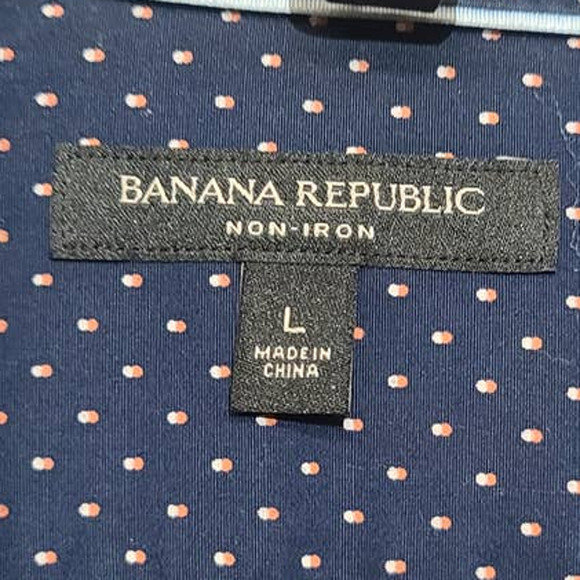 BANANA REPUBLIC
NON-IRON
L
MADE IN
CHINA